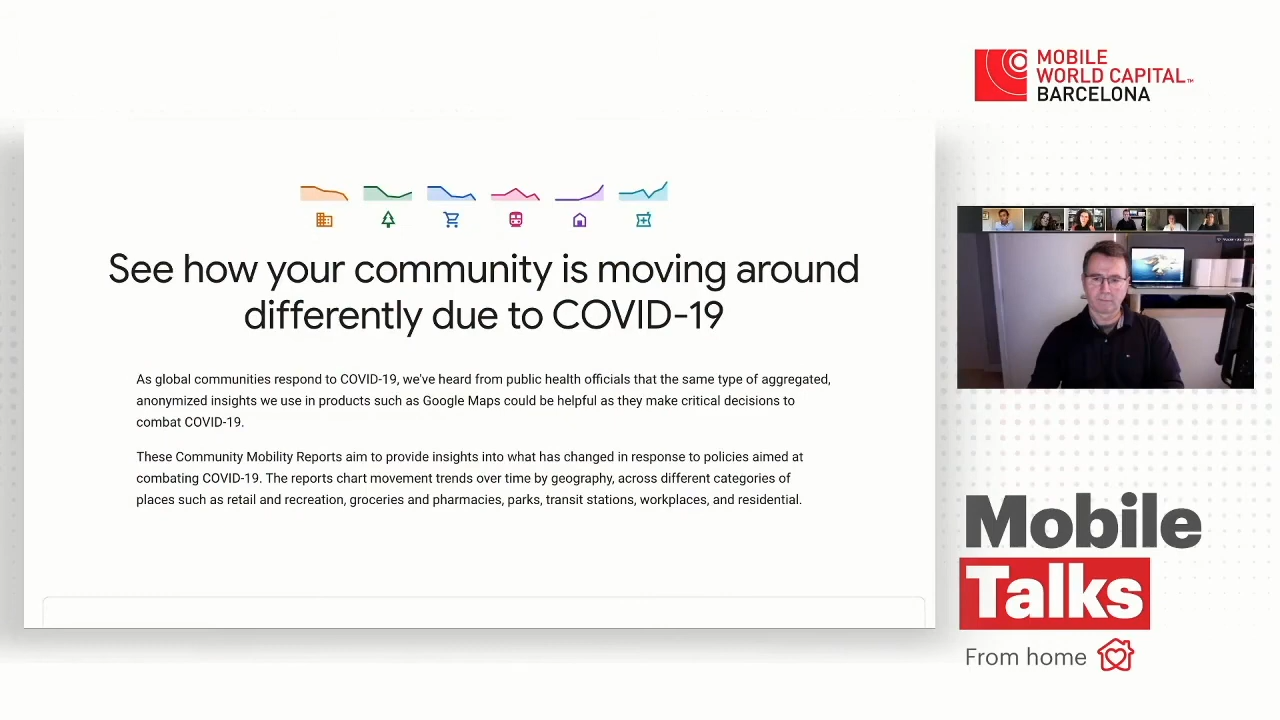 MOBILE
WORLD CAPITAL™
BARCELONA
See how your community is moving around
differently due to COVID-19
As global communities respond to COVID-19, we've heard from public health officials that the same type of aggregated,
anonymized insights we use in products such as Google Maps could be helpful as they make critical decisions to
combat COVID-19.
These Community Mobility Reports aim to provide insights into what has changed in response to policies aimed at
combating COVID-19. The reports chart movement trends over time by geography, across different categories of
places such as retail and recreation, groceries and pharmacies, parks, transit stations, workplaces, and residential.
Mobile
Talks
From home